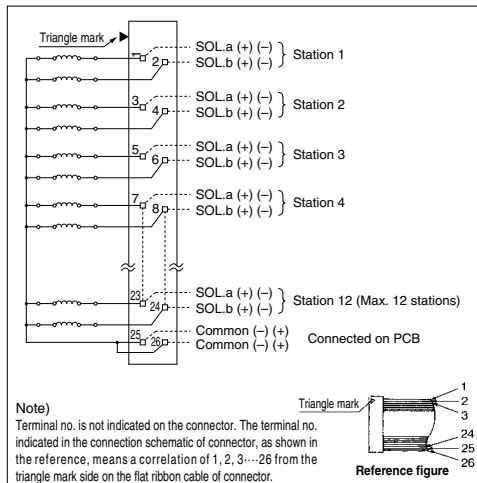 Triangle mark
1
SOL.a (+) (–)
2
SOL.b (+) (–)
Station 1
3
SOL.a (+) (–)
4
SOL.b (+) (–)
Station 2
5
SOL.a (+) (–)
6
SOL.b (+) (–)
Station 3
7
SOL.a (+) (–)
8
SOL.b (+) (–)
Station 4
23
SOL.a (+) (–)
24
SOL.b (+) (–)
Station 12 (Max. 12 stations)
25
Common (–) (+)
26
Common (–) (+)
Connected on PCB
Note)
Terminal no. is not indicated on the connector. The terminal no.
indicated in the connection schematic of connector, as shown in
the reference, means a correlation of 1, 2, 3····26 from the
triangle mark side on the flat ribbon cable of connector.
Triangle mark
1
2
3
24
25
26
Reference figure